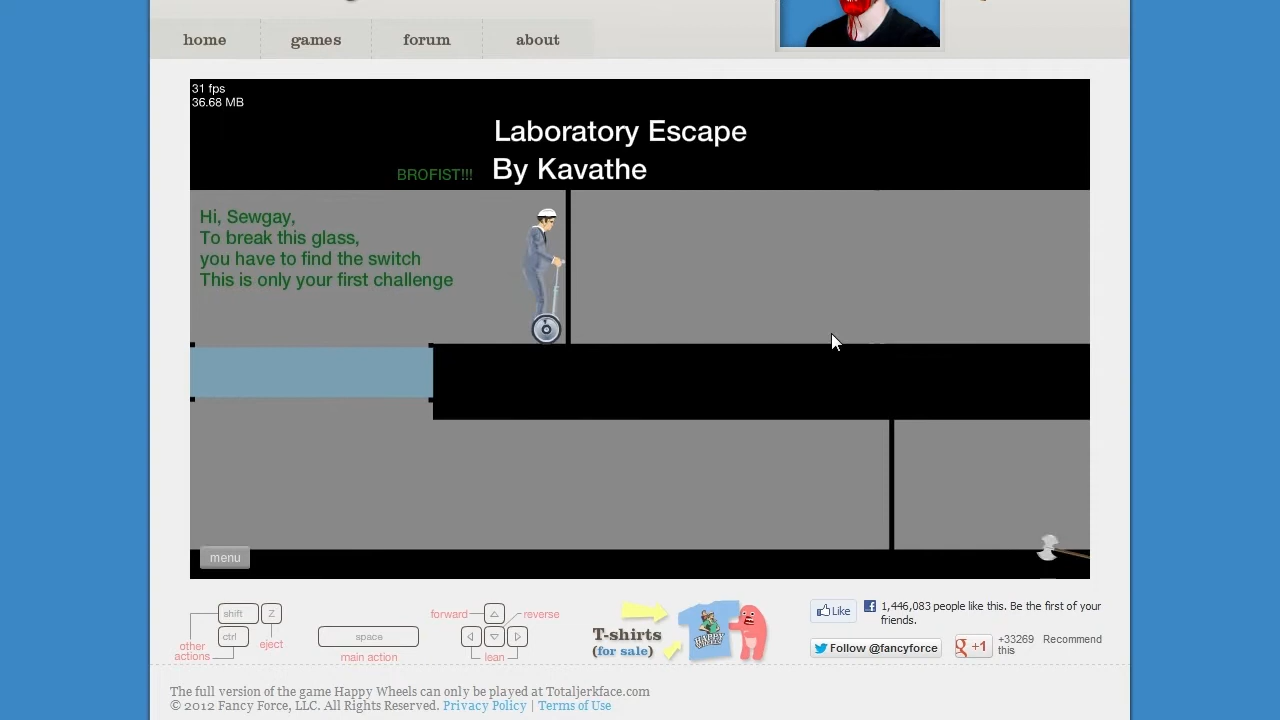 home games forum about
31 fps
36.68 MB
Laboratory Escape
BROFIST!!! By Kavathe
Hi, Sewgay,
To break this glass,
you have to find the switch
This is only your first challenge
menu
shift Z
ctrl
other
actions
eject
space
main action
forward
reverse
lean
T-shirts
(for sale)
HAPPY WHEELS
Like
1,446,083 people like this. Be the first of your
friends.
Follow @fancyforce
g +1
+33269 Recommend
this
The full version of the game Happy Wheels can only be played at Totaljerkface.com
© 2012 Fancy Force, LLC. All Rights Reserved. Privacy Policy | Terms of Use